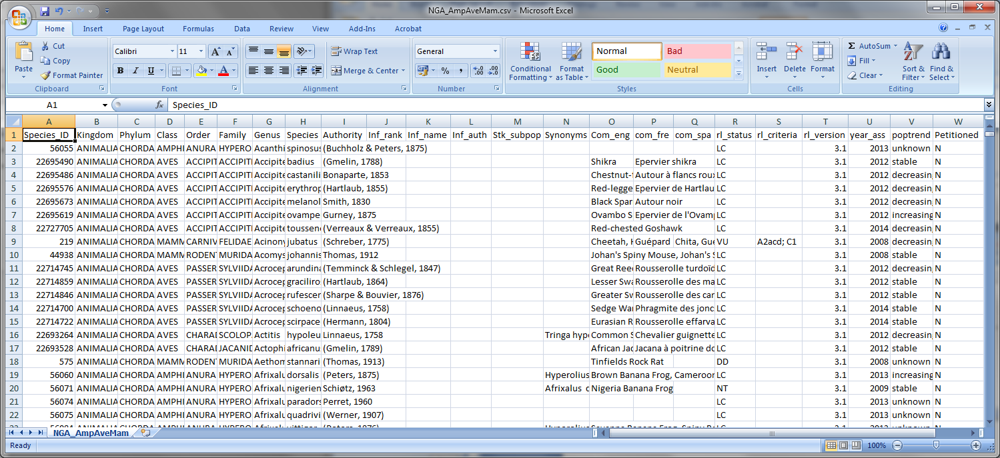 NGA_AmpAveMam.csv - Microsoft Excel
Home Insert Page Layout Formulas Data Review View Add-Ins Acrobat
Paste Cut Copy Format Painter Clipboard
Calibri 11 A A B I U A Font
Wrap Text Merge & Center Alignment
General % , .0 .00 .00 .0 Number
Conditional Formatting Format as Table Normal Bad Good Neutral Styles
Insert Delete Format Cells
Σ AutoSum Fill Clear Sort & Filter Find & Select Editing
A1 fx Species_ID
A B C D E F G H I J K L M N O P Q R S T U V W
1 Species_ID Kingdom Phylum Class Order Family Genus Species Authority Inf_rank Inf_name Inf_auth Stk_subpop Synonyms Com_eng com_fre com_spa rl_status rl_criteria rl_version year_ass poptrend Petitioned
2 56055 ANIMALIA CHORDA AMPHI ANURA HYPERO Acanthi spinosus (Buchholz & Peters, 1875) LC 3.1 2013 unknown N
3 22695490 ANIMALIA CHORDA AVES ACCIPIT ACCIPITI Accipite badius (Gmelin, 1788) Shikra Epervier shikra LC 3.1 2012 stable N
4 22695486 ANIMALIA CHORDA AVES ACCIPIT ACCIPITI Accipite castanili Bonaparte, 1853 Chestnut-f Autour à flancs roux LC 3.1 2012 decreasin N
5 22695576 ANIMALIA CHORDA AVES ACCIPIT ACCIPITI Accipite erythrop (Hartlaub, 1855) Red-legge Epervier de Hartlau LC 3.1 2012 decreasin N
6 22695673 ANIMALIA CHORDA AVES ACCIPIT ACCIPITI Accipite melanol Smith, 1830 Black Spar Autour noir LC 3.1 2012 decreasin N
7 22695619 ANIMALIA CHORDA AVES ACCIPIT ACCIPITI Accipite ovampe Gurney, 1875 Ovambo S Epervier de l'Ovam LC 3.1 2012 increasing N
8 22727705 ANIMALIA CHORDA AVES ACCIPIT ACCIPITI Accipite toussen (Verreaux & Verreaux, 1855) Red-chested Goshawk LC 3.1 2014 decreasin N
9 219 ANIMALIA CHORDA MAMM CARNIV FELIDAE Acinony jubatus (Schreber, 1775) Cheetah, H Guépard Chita, Gue VU A2acd; C1 3.1 2008 decreasin N
10 44938 ANIMALIA CHORDA MAMM RODENT MURIDA Acomys johannis Thomas, 1912 Johan's Spiny Mouse, Johan's S LC 3.1 2008 stable N
11 22714745 ANIMALIA CHORDA AVES PASSER SYLVIIDA Acrocep arundina (Temminck & Schlegel, 1847) Great Ree Rousserolle turdoïd LC 3.1 2012 decreasin N
12 22714859 ANIMALIA CHORDA AVES PASSER SYLVIIDA Acrocep graciliro (Hartlaub, 1864) Lesser Swa Rousserolle des ma LC 3.1 2012 stable N
13 22714846 ANIMALIA CHORDA AVES PASSER SYLVIIDA Acrocep rufescer (Sharpe & Bouvier, 1876) Greater Sw Rousserolle des car LC 3.1 2012 stable N
14 22714700 ANIMALIA CHORDA AVES PASSER SYLVIIDA Acrocep schoeno (Linnaeus, 1758) Sedge War Phragmite des jonc LC 3.1 2014 stable N
15 22714722 ANIMALIA CHORDA AVES PASSER SYLVIIDA Acrocep scirpace (Hermann, 1804) Eurasian R Rousserolle effarva LC 3.1 2014 stable N
16 22693264 ANIMALIA CHORDA AVES CHARAD SCOLOP Actitis hypoleu Linnaeus, 1758 Tringa hypo Common S Chevalier guignette LC 3.1 2012 decreasin N
17 22693528 ANIMALIA CHORDA AVES CHARAD JACANID Actophi africanu (Gmelin, 1789) African Jac Jacana à poitrine do LC 3.1 2012 stable N
18 575 ANIMALIA CHORDA MAMM RODENT MURIDA Aethom stannari (Thomas, 1913) Tinfields Rock Rat DD 3.1 2008 unknown N
19 56060 ANIMALIA CHORDA AMPHI ANURA HYPERO Afrixalu dorsalis (Peters, 1875) Hyperolius Brown Banana Frog, Cameroon LC 3.1 2013 increasing N
20 56071 ANIMALIA CHORDA AMPHI ANURA HYPERO Afrixalu nigerien Schiøtz, 1963 Afrixalus c Nigeria Banana Frog NT 3.1 2009 stable N
21 56074 ANIMALIA CHORDA AMPHI ANURA HYPERO Afrixalu paradors Perret, 1960 LC 3.1 2013 unknown N
22 56075 ANIMALIA CHORDA AMPHI ANURA HYPERO Afrixalu quadrivi (Werner, 1907) LC 3.1 2013 unknown N
NGA_AmpAveMam
Ready 100%